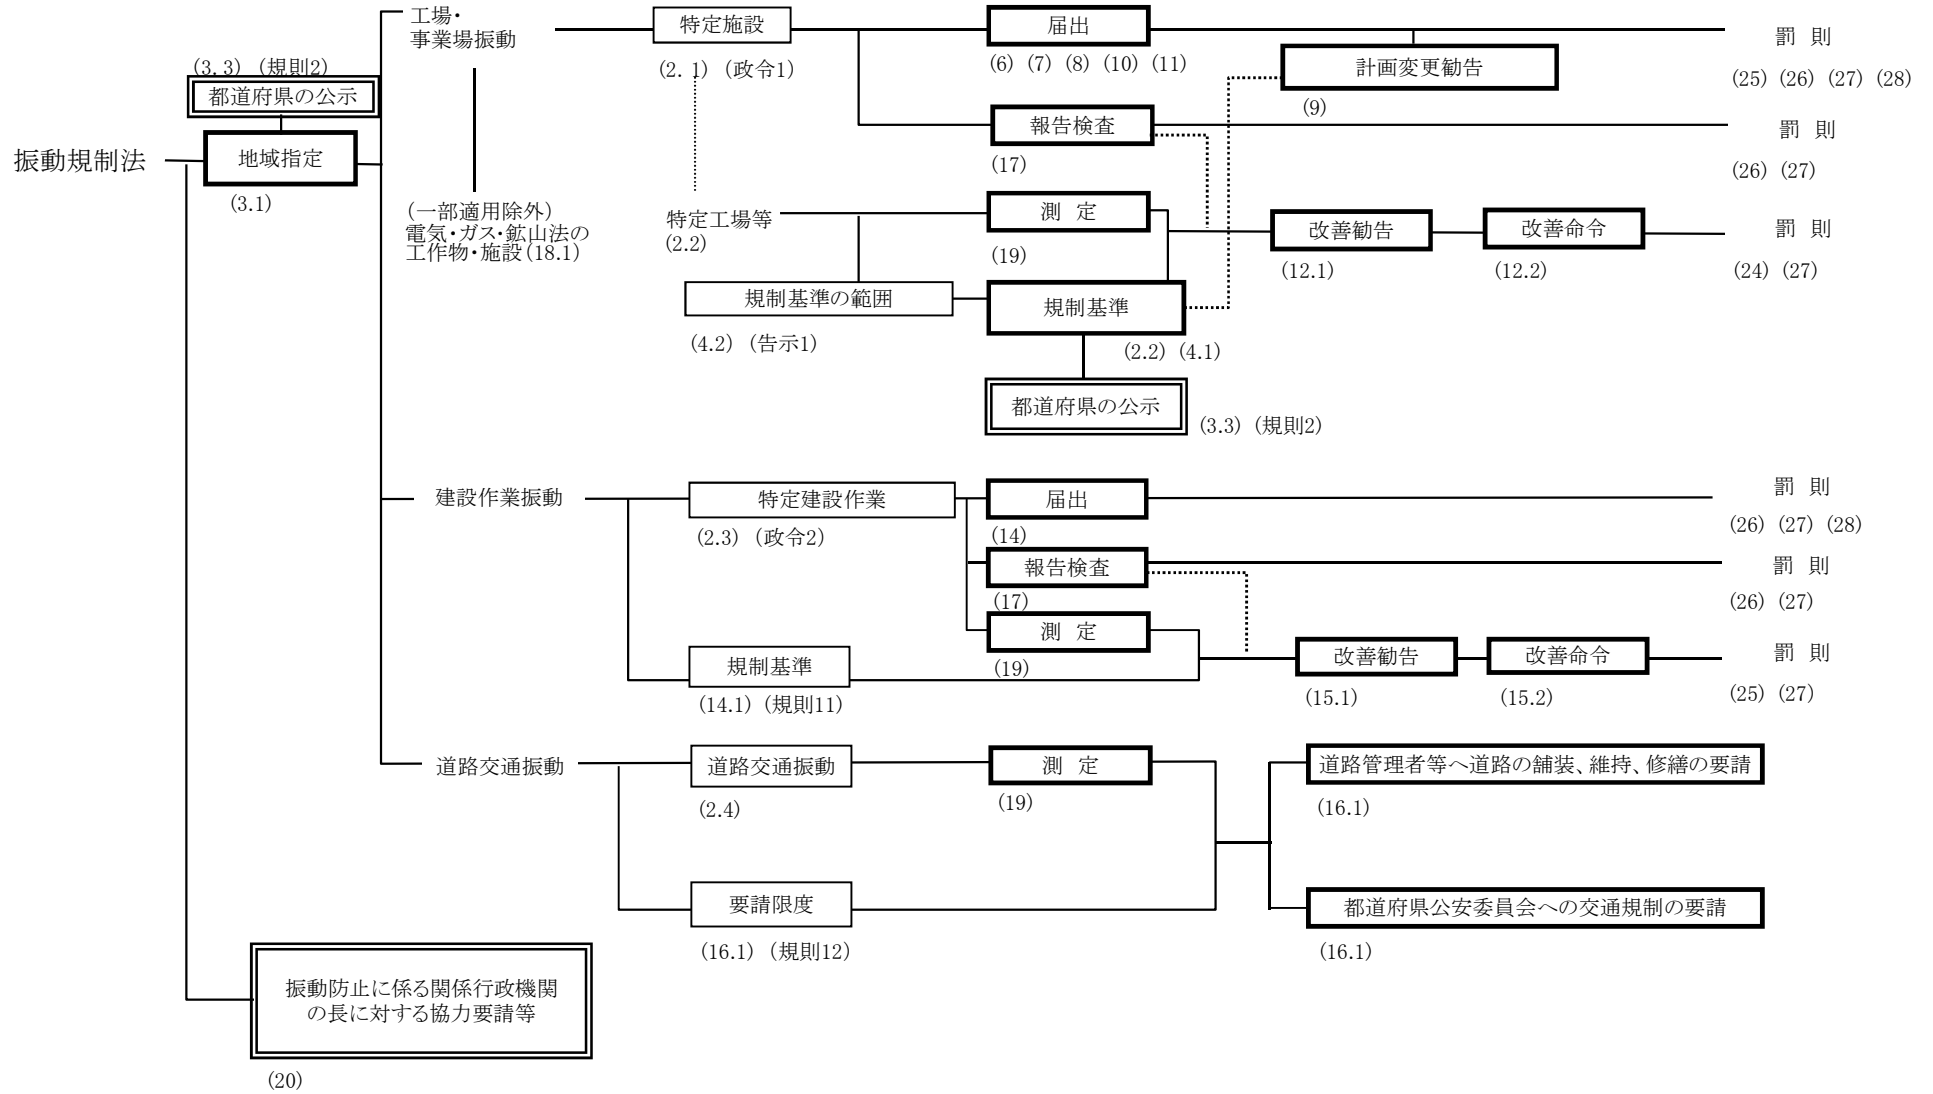 工場・
事業場振動
特定施設
(2. 1) (政令1)
届出
(6) (7) (8) (10) (11)
計画変更勧告
(9)
罰 則
(25) (26) (27) (28)
(3. 3) (規則2)
都道府県の公示
振動規制法
地域指定
(3.1)
報告検査
(17)
罰 則
(26) (27)
(一部適用除外)
電気・ガス・鉱山法の
工作物・施設(18.1)
特定工場等
(2.2)
測 定
(19)
改善勧告
(12.1)
改善命令
(12.2)
罰 則
(24) (27)
規制基準の範囲
(4.2) (告示1)
規制基準
(2.2) (4.1)
都道府県の公示
(3.3) (規則2)
建設作業振動
特定建設作業
(2.3) (政令2)
届出
(14)
罰 則
(26) (27) (28)
報告検査
(17)
罰 則
(26) (27)
測 定
(19)
規制基準
(14.1) (規則11)
改善勧告
(15.1)
改善命令
(15.2)
罰 則
(25) (27)
道路交通振動
道路交通振動
(2.4)
測 定
(19)
道路管理者等へ道路の舗装、維持、修繕の要請
(16.1)
要請限度
(16.1) (規則12)
都道府県公安委員会への交通規制の要請
(16.1)
振動防止に係る関係行政機関
の長に対する協力要請等
(20)